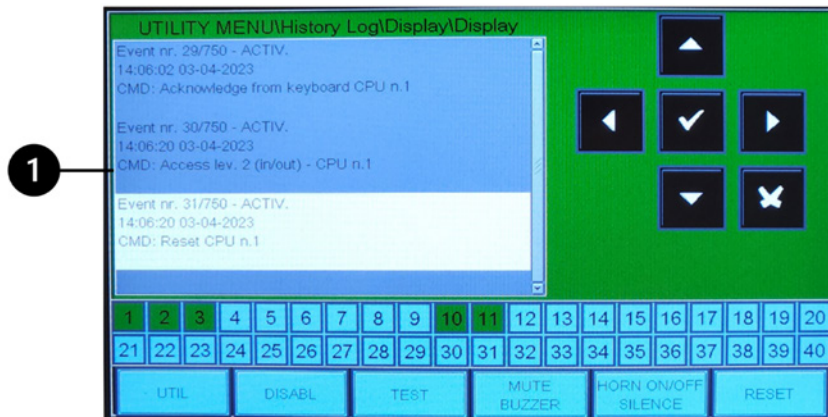 UTILITY MENU\History Log\Display\Display
Event nr. 29/750 - ACTIV.
14:06:02 03-04-2023
CMD: Acknowledge from keyboard CPU n.1
Event nr. 30/750 - ACTIV.
14:06:20 03-04-2023
CMD: Access lev. 2 (in/out) - CPU n.1
Event nr. 31/750 - ACTIV.
14:06:20 03-04-2023
CMD: Reset CPU n.1
1
1 2 3 4 5 6 7 8 9 10 11 12 13 14 15 16 17 18 19 20
21 22 23 24 25 26 27 28 29 30 31 32 33 34 35 36 37 38 39 40
UTIL DISABL TEST MUTE BUZZER HORN ON/OFF SILENCE RESET